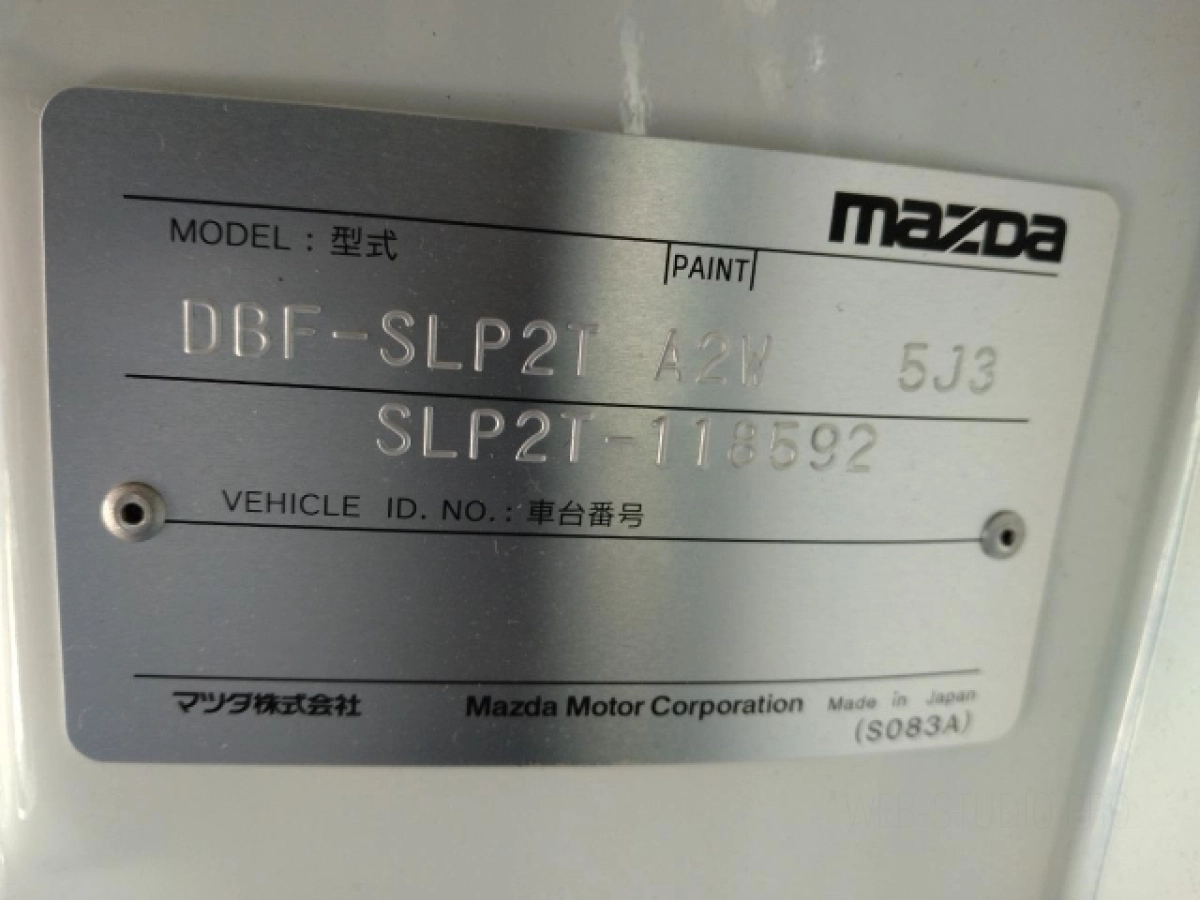 mazda
MODEL : 型式
PAINT
DBF-SLP2T A2W 5J3
SLP2T-118592
VEHICLE ID. NO. : 車台番号
マツダ株式会社 Mazda Motor Corporation Made in Japan
(S083A)